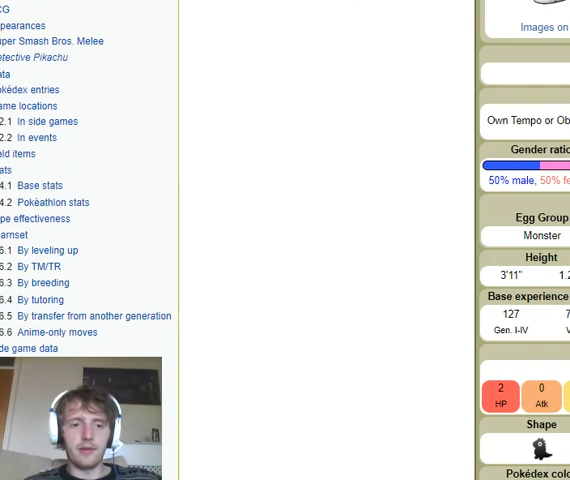 CG
pearances
per Smash Bros. Melee
etective Pikachu
ata
okédex entries
ame locations
2.1 In side games
2.2 In events
eld items
ats
4.1 Base stats
4.2 Pokéathlon stats
pe effectiveness
arnset
6.1 By leveling up
6.2 By TM/TR
6.3 By breeding
6.4 By tutoring
6.5 By transfer from another generation
6.6 Anime-only moves
de game data
Images on
Own Tempo or Ob
Gender ratio
50% male, 50% fe
Egg Group
Monster
Height
3'11" 1.2
Base experience
127 7
Gen. I-IV V
2 0
HP Atk
Shape
Pokédex colo